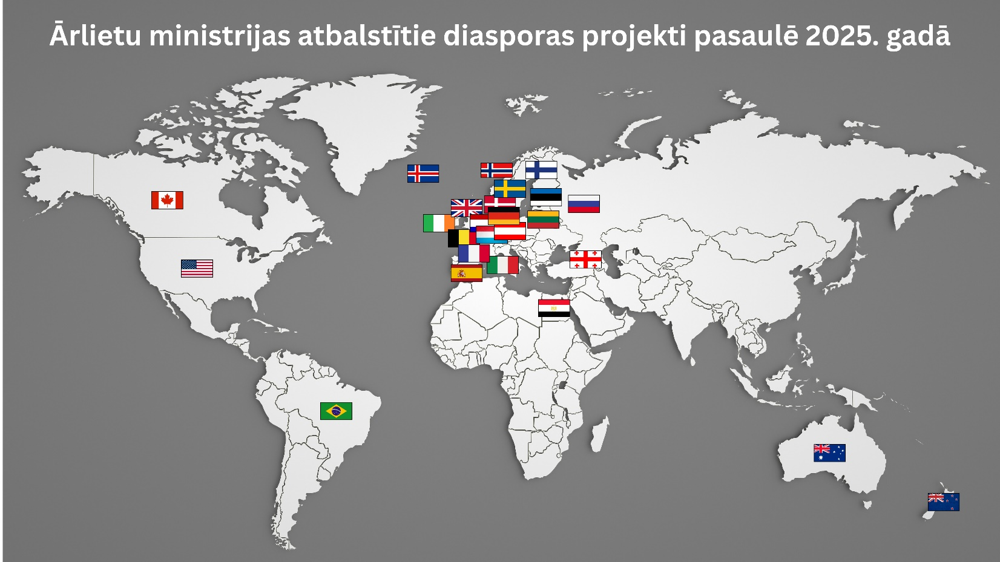 Ārlietu ministrijas atbalstītie diasporas projekti pasaulē 2025. gadā